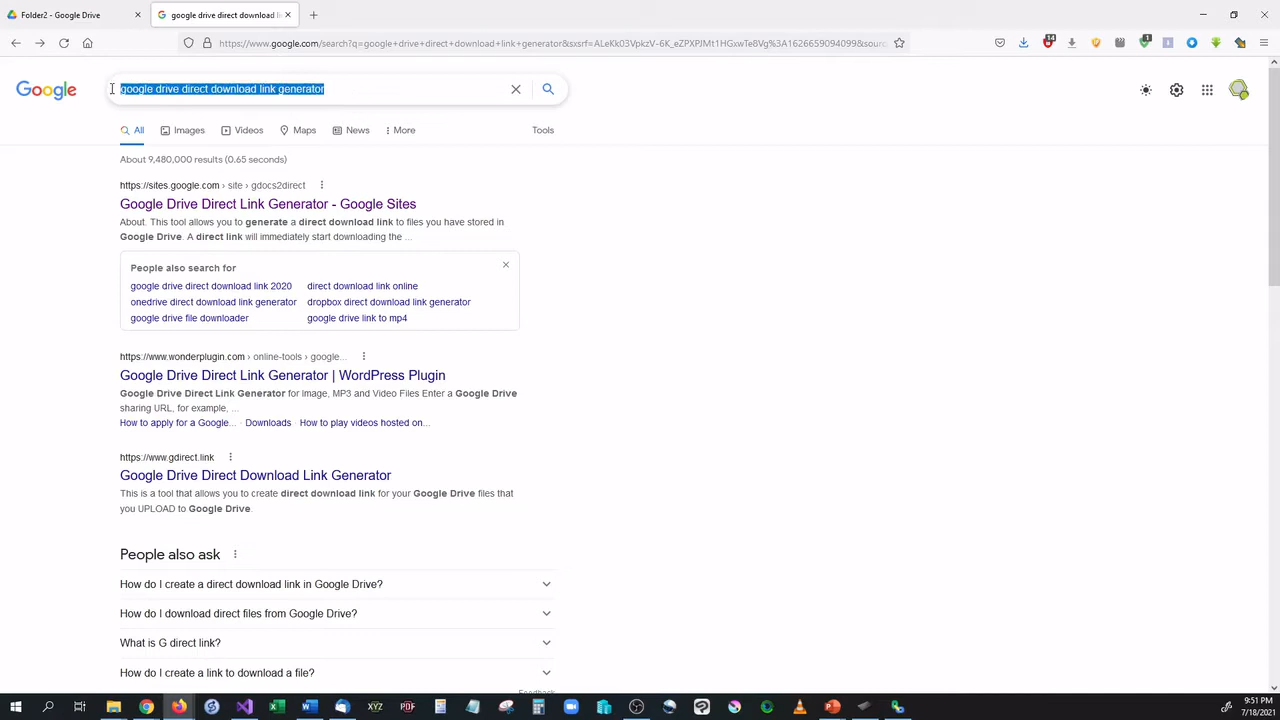 Folder2 - Google Drive
google drive direct download li
https://www.google.com/search?q=google+drive+direct+download+link+generator&sxsrf=ALeKk03VpkzV-6K_eZPXPJMt1HGxwTe8Vg%3A1626659094099&sourc
14
1
Google
google drive direct download link generator
All
Images
Videos
Maps
News
More
Tools
About 9,480,000 results (0.65 seconds)
https://sites.google.com › site › gdocs2direct
Google Drive Direct Link Generator - Google Sites
About. This tool allows you to generate a direct download link to files you have stored in
Google Drive. A direct link will immediately start downloading the ...
People also search for
google drive direct download link 2020
direct download link online
onedrive direct download link generator
dropbox direct download link generator
google drive file downloader
google drive link to mp4
https://www.wonderplugin.com › online-tools › google...
Google Drive Direct Link Generator | WordPress Plugin
Google Drive Direct Link Generator for Image, MP3 and Video Files Enter a Google Drive
sharing URL, for example, ...
How to apply for a Google... · Downloads · How to play videos hosted on...
https://www.gdirect.link
Google Drive Direct Download Link Generator
This is a tool that allows you to create direct download link for your Google Drive files that
you UPLOAD to Google Drive.
People also ask
How do I create a direct download link in Google Drive?
How do I download direct files from Google Drive?
What is G direct link?
How do I create a link to download a file?
Feedback
XYZ
PDF
9:51 PM
7/18/2021